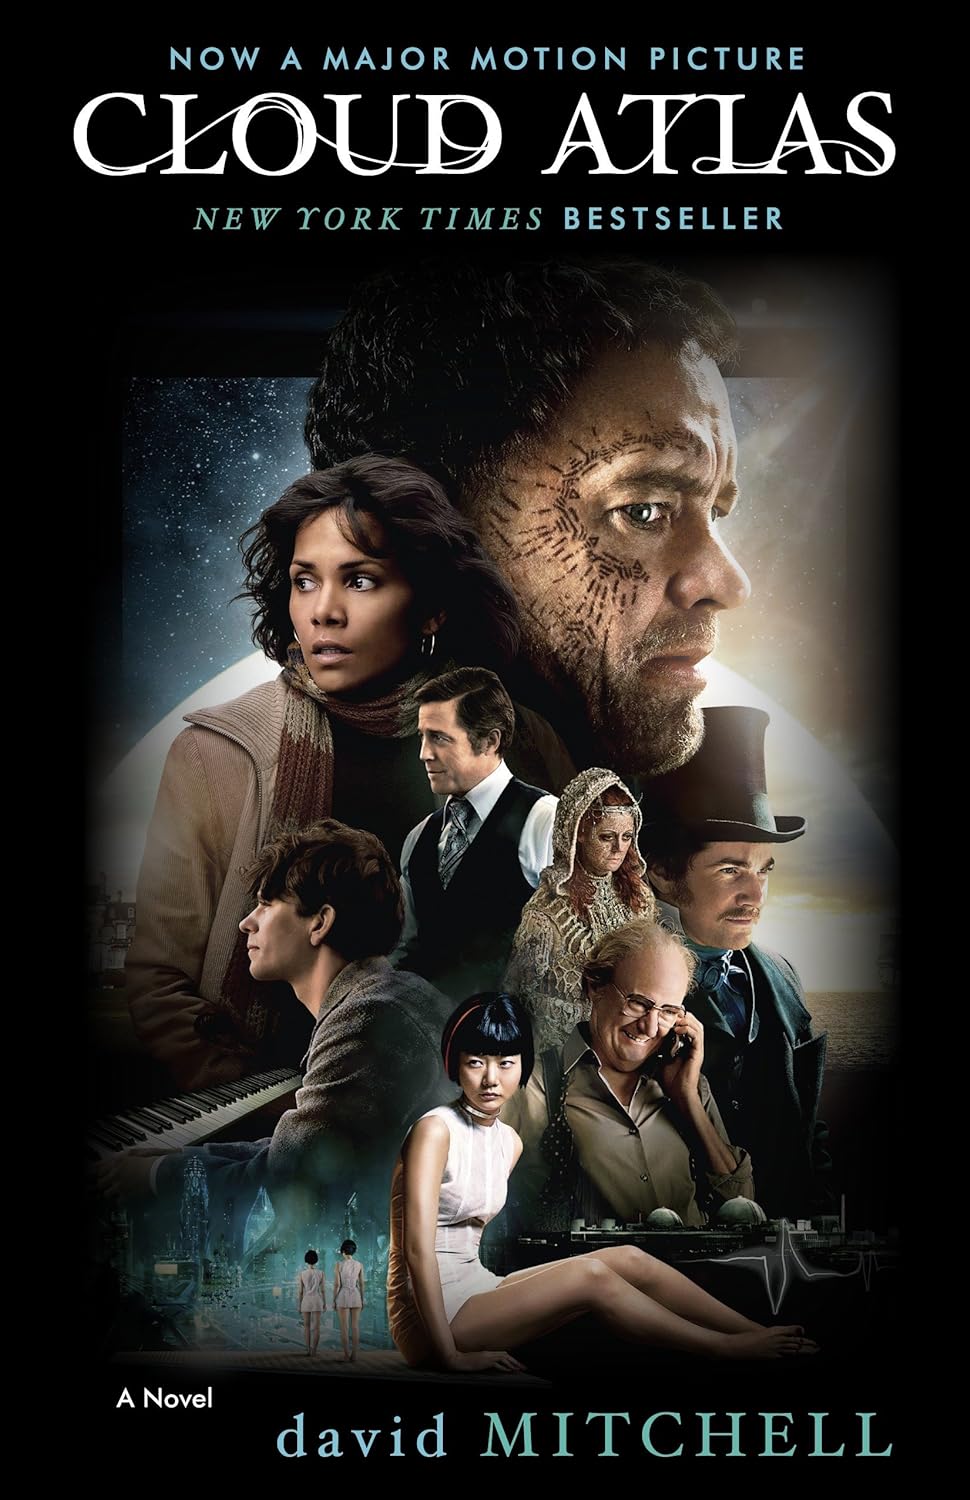 NOW A MAJOR MOTION PICTURE
CLOUD ATLAS
NEW YORK TIMES BESTSELLER
A Novel
david MITCHELL